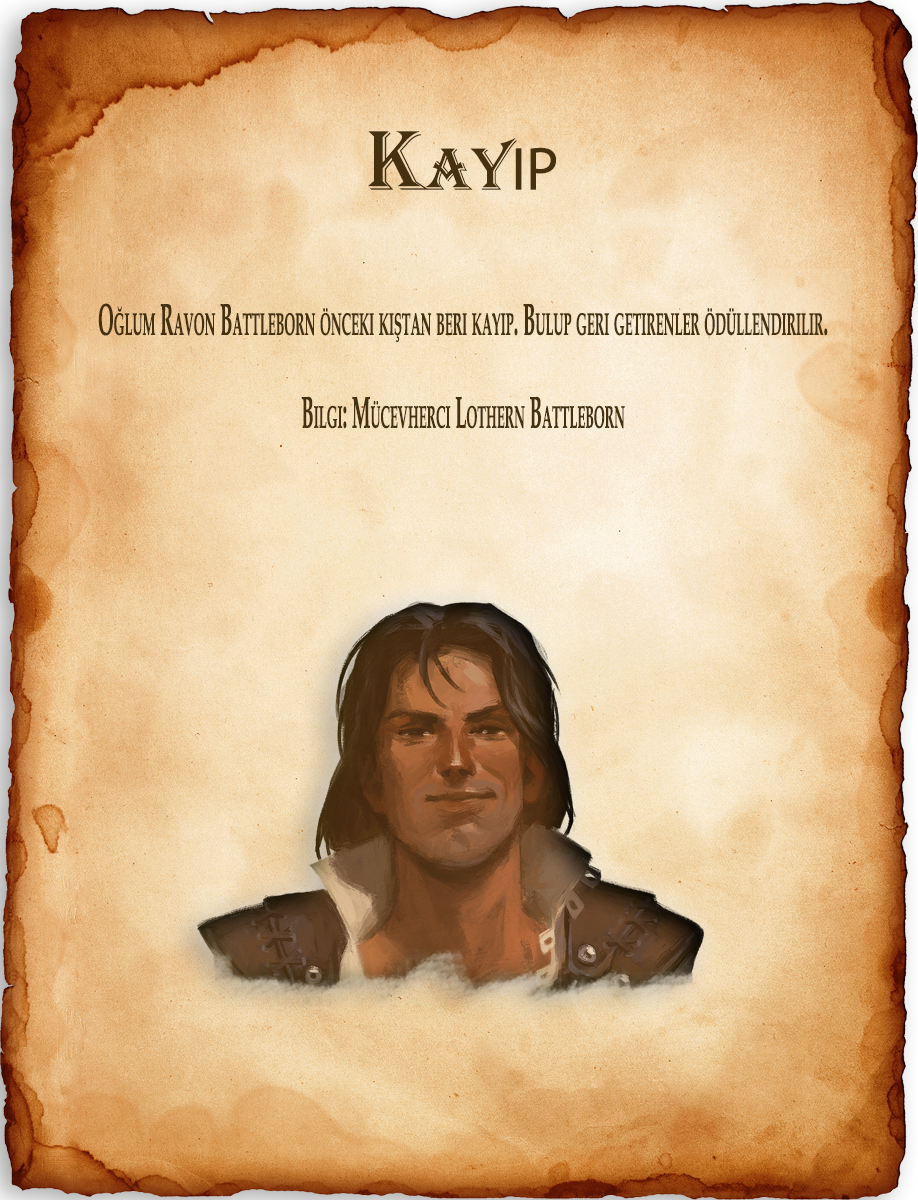 Kayıp
Oğlum Ravon Battleborn önceki kıştan beri kayıp. Bulup geri getirenler ödüllendirilir.
Bilgi: Mücevherci Lothern Battleborn